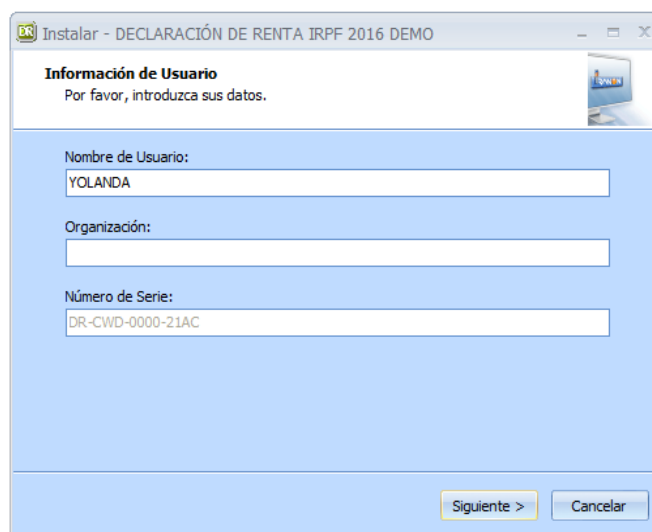 DR Instalar - DECLARACIÓN DE RENTA IRPF 2016 DEMO
Información de Usuario
Por favor, introduzca sus datos.
Nombre de Usuario:
YOLANDA
Organización:
Número de Serie:
DR-CWD-0000-21AC
Siguiente >
Cancelar